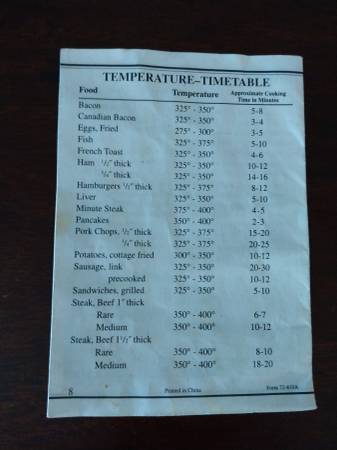 TEMPERATURE–TIMETABLE
Food Temperature Approximate Cooking
Time in Minutes
Bacon 325° - 350° 5-8
Canadian Bacon 325° - 350° 3-4
Eggs, Fried 275° - 300° 3-5
Fish 325° - 375° 5-10
French Toast 325° - 350° 4-6
Ham 1/2" thick 325° - 350° 10-12
3/4" thick 325° - 350° 14-16
Hamburgers 1/2" thick 325° - 375° 8-12
Liver 325° - 350° 5-10
Minute Steak 375° - 400° 4-5
Pancakes 350° - 400° 2-3
Pork Chops, 1/2" thick 325° - 375° 15-20
3/4" thick 325° - 375° 20-25
Potatoes, cottage fried 300° - 350° 10-12
Sausage, link 325° - 350° 20-30
precooked 325° - 350° 10-12
Sandwiches, grilled 325° - 350° 5-10
Steak, Beef 1" thick
Rare 350° - 400° 6-7
Medium 350° - 400° 10-12
Steak, Beef 1 1/2" thick
Rare 350° - 400° 8-10
Medium 350° - 400° 18-20
8 Printed in China Form